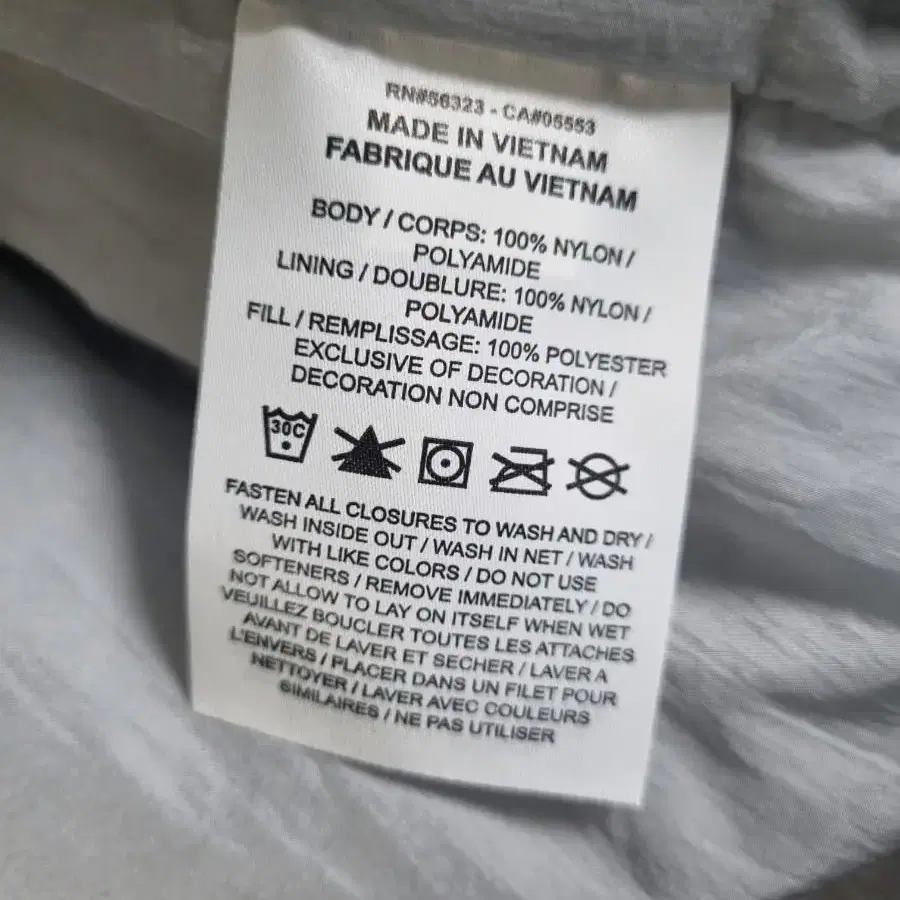 RN#56323 - CA#05553
MADE IN VIETNAM
FABRIQUE AU VIETNAM
BODY / CORPS: 100% NYLON /
POLYAMIDE
LINING / DOUBLURE: 100% NYLON /
POLYAMIDE
FILL / REMPLISSAGE: 100% POLYESTER
EXCLUSIVE OF DECORATION /
DECORATION NON COMPRISE
30C
FASTEN ALL CLOSURES TO WASH AND DRY /
WASH INSIDE OUT / WASH IN NET / WASH
WITH LIKE COLORS / DO NOT USE
SOFTENERS / REMOVE IMMEDIATELY / DO
NOT ALLOW TO LAY ON ITSELF WHEN WET
VEUILLEZ BOUCLER TOUTES LES ATTACHES
AVANT DE LAVER ET SECHER / LAVER A
L'ENVERS / PLACER DANS UN FILET POUR
NETTOYER / LAVER AVEC COULEURS
SIMILAIRES / NE PAS UTILISER